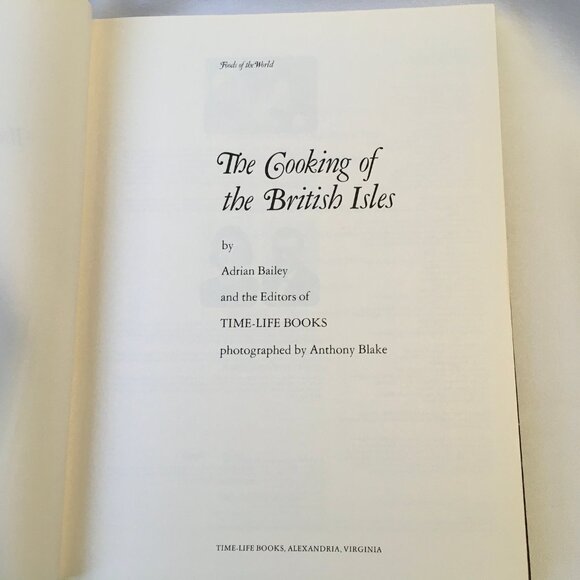 Foods of the World
The Cooking of
the British Isles
by
Adrian Bailey
and the Editors of
TIME-LIFE BOOKS
photographed by Anthony Blake
TIME-LIFE BOOKS, ALEXANDRIA, VIRGINIA